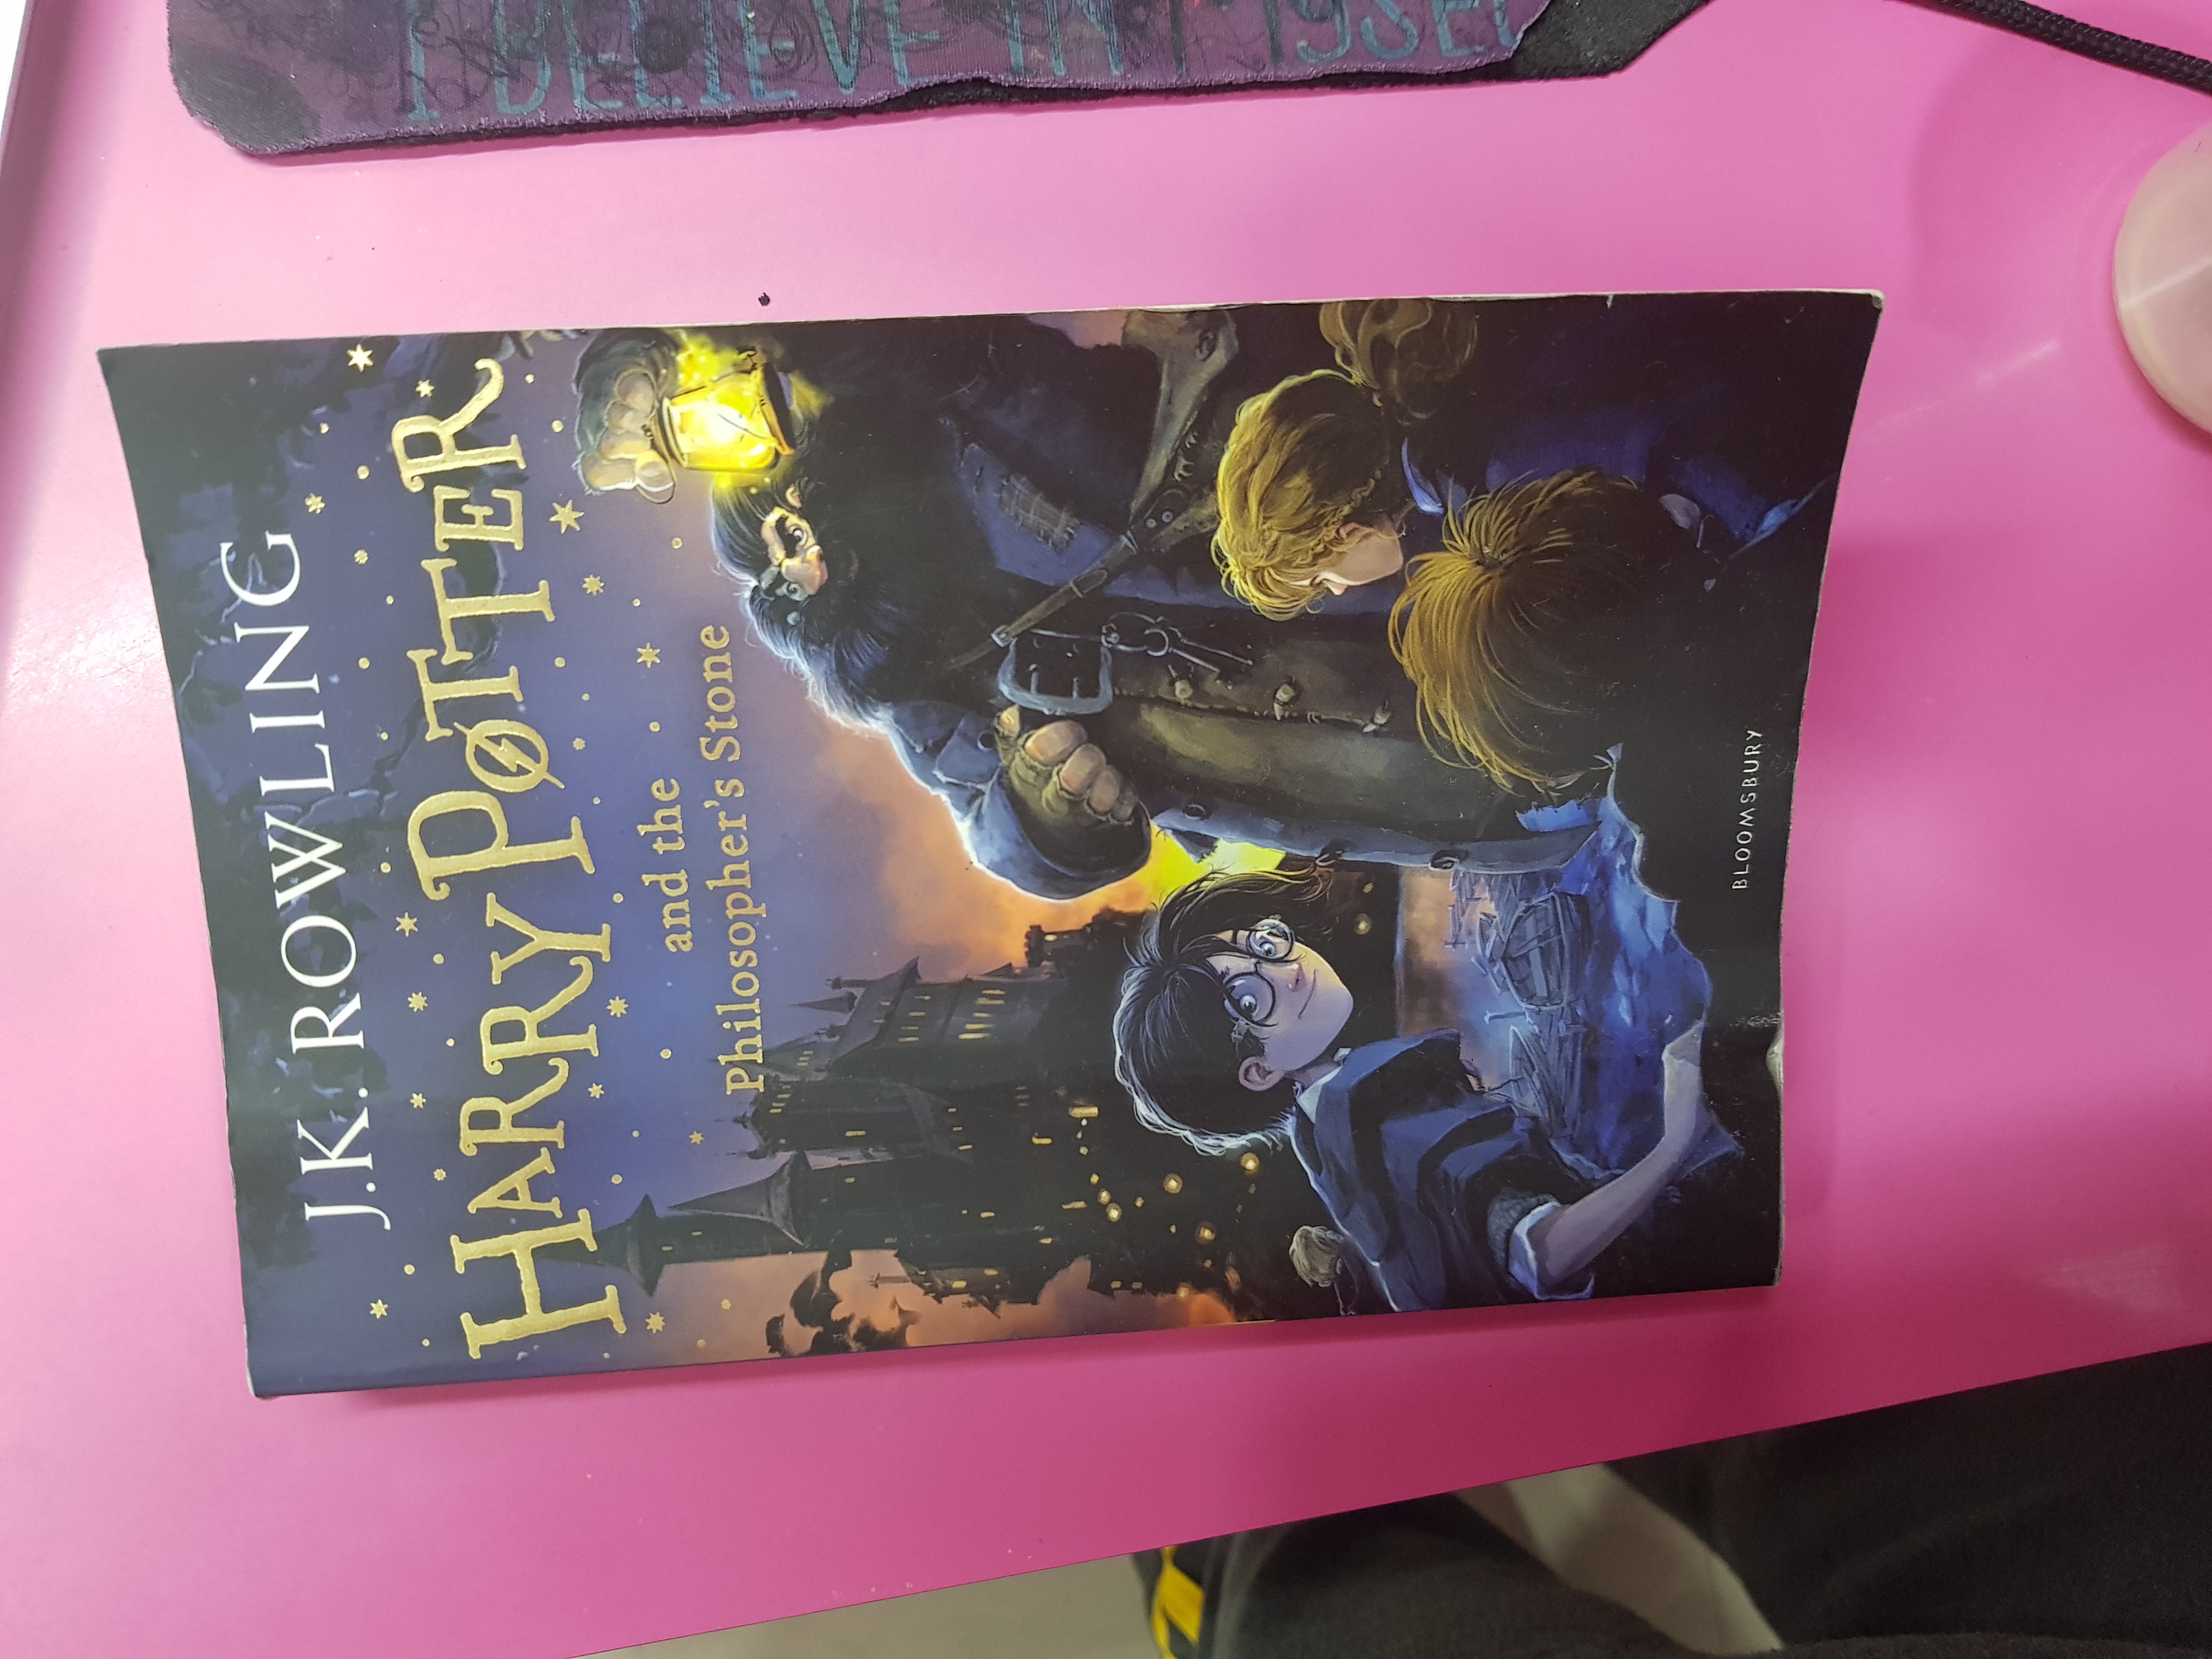 J.K. ROWLING
HARRY POTTER
and the
Philosopher's Stone
BLOOMSBURY